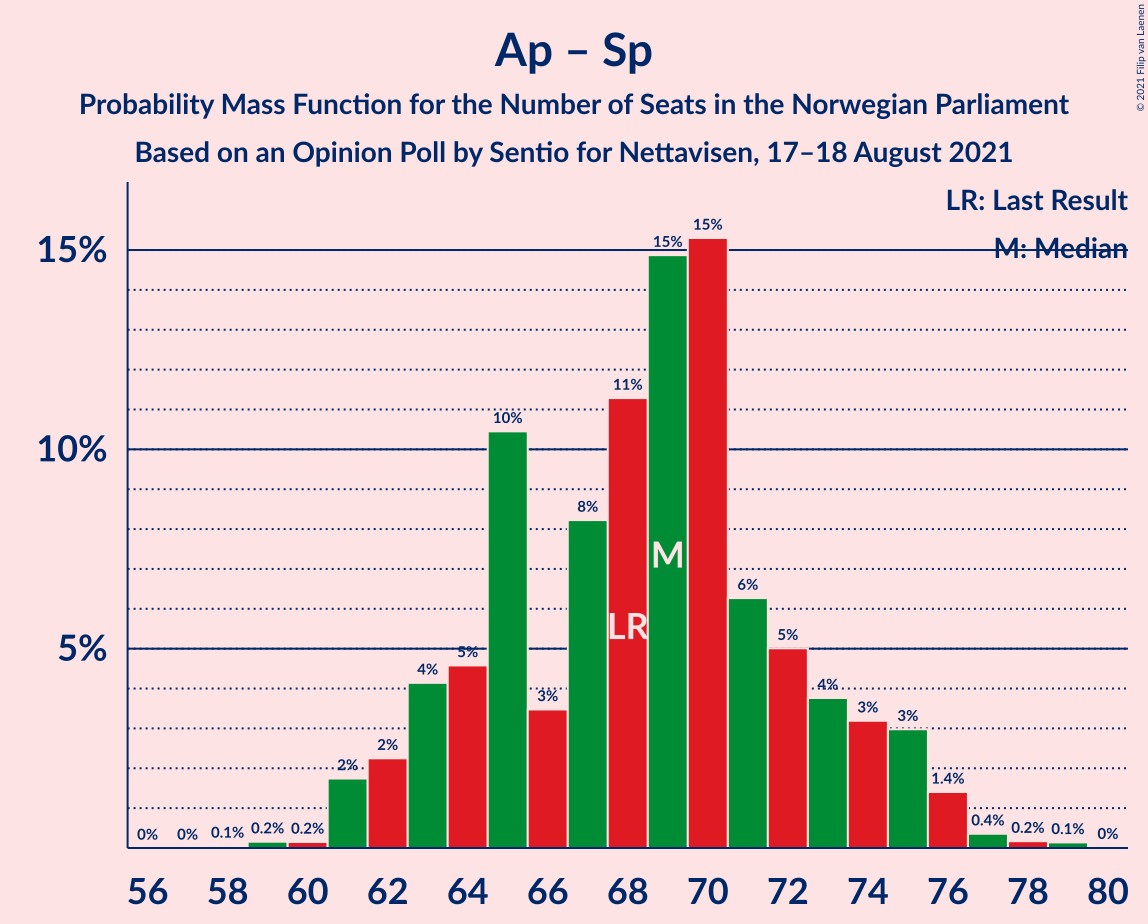 Ap – Sp
Probability Mass Function for the Number of Seats in the Norwegian Parliament
Based on an Opinion Poll by Sentio for Nettavisen, 17–18 August 2021
© 2021 Filip van Laenen
LR: Last Result
M: Median
15%
10%
5%
0% 0% 0.1% 0.2% 0.2% 2% 2% 4% 5% 10% 3% 8% 11% 15% 15% 6% 5% 4% 3% 3% 1.4% 0.4% 0.2% 0.1% 0%
M
LR
56 58 60 62 64 66 68 70 72 74 76 78 80